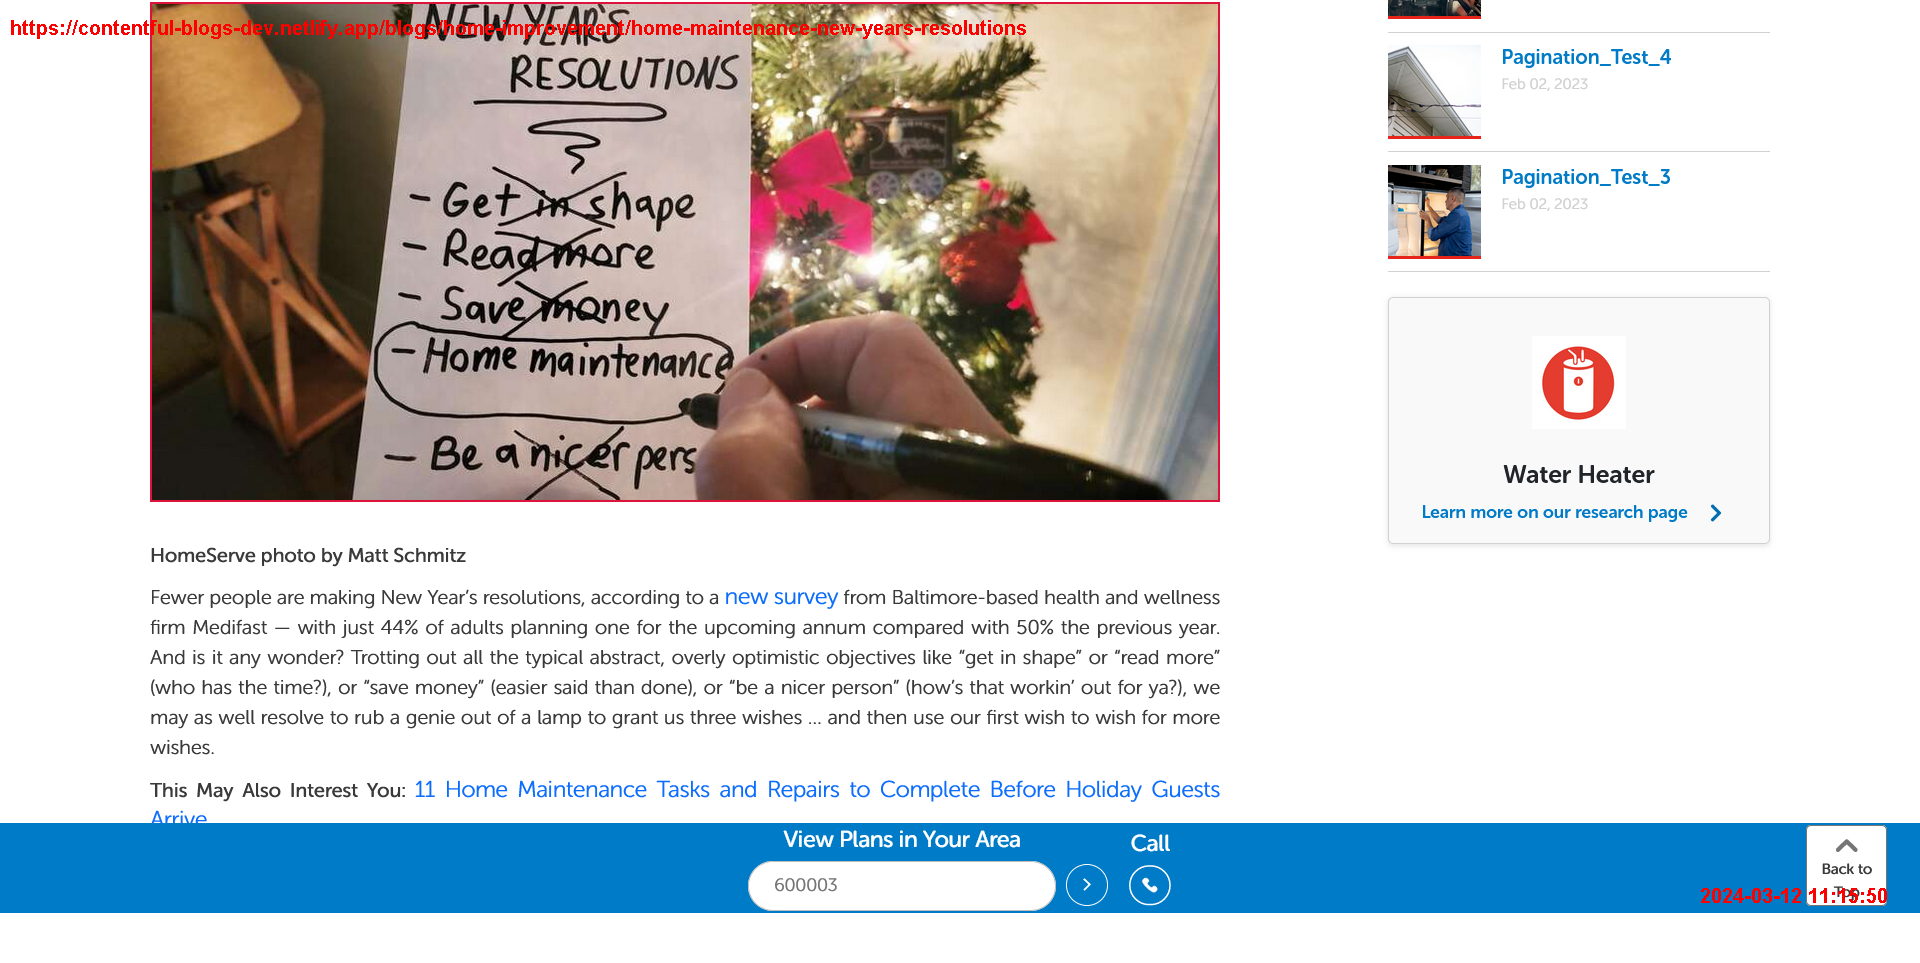 https://contentful-blogs-dev.netlify.app/blogs/home-improvement/home-maintenance-new-years-resolutions
NEW YEAR'S
RESOLUTIONS
- Get in shape
- Read more
- Save money
- Home maintenance
- Be a nicer pers
HomeServe photo by Matt Schmitz
Fewer people are making New Year’s resolutions, according to a new survey from Baltimore-based health and wellness
firm Medifast — with just 44% of adults planning one for the upcoming annum compared with 50% the previous year.
And is it any wonder? Trotting out all the typical abstract, overly optimistic objectives like “get in shape” or “read more”
(who has the time?), or “save money” (easier said than done), or “be a nicer person” (how’s that workin’ out for ya?), we
may as well resolve to rub a genie out of a lamp to grant us three wishes … and then use our first wish to wish for more
wishes.
This May Also Interest You: 11 Home Maintenance Tasks and Repairs to Complete Before Holiday Guests
Arrive
Pagination_Test_4
Feb 02, 2023
Pagination_Test_3
Feb 02, 2023
Water Heater
Learn more on our research page
View Plans in Your Area
600003
Call
Back to
Top
2024-03-12 11:15:50